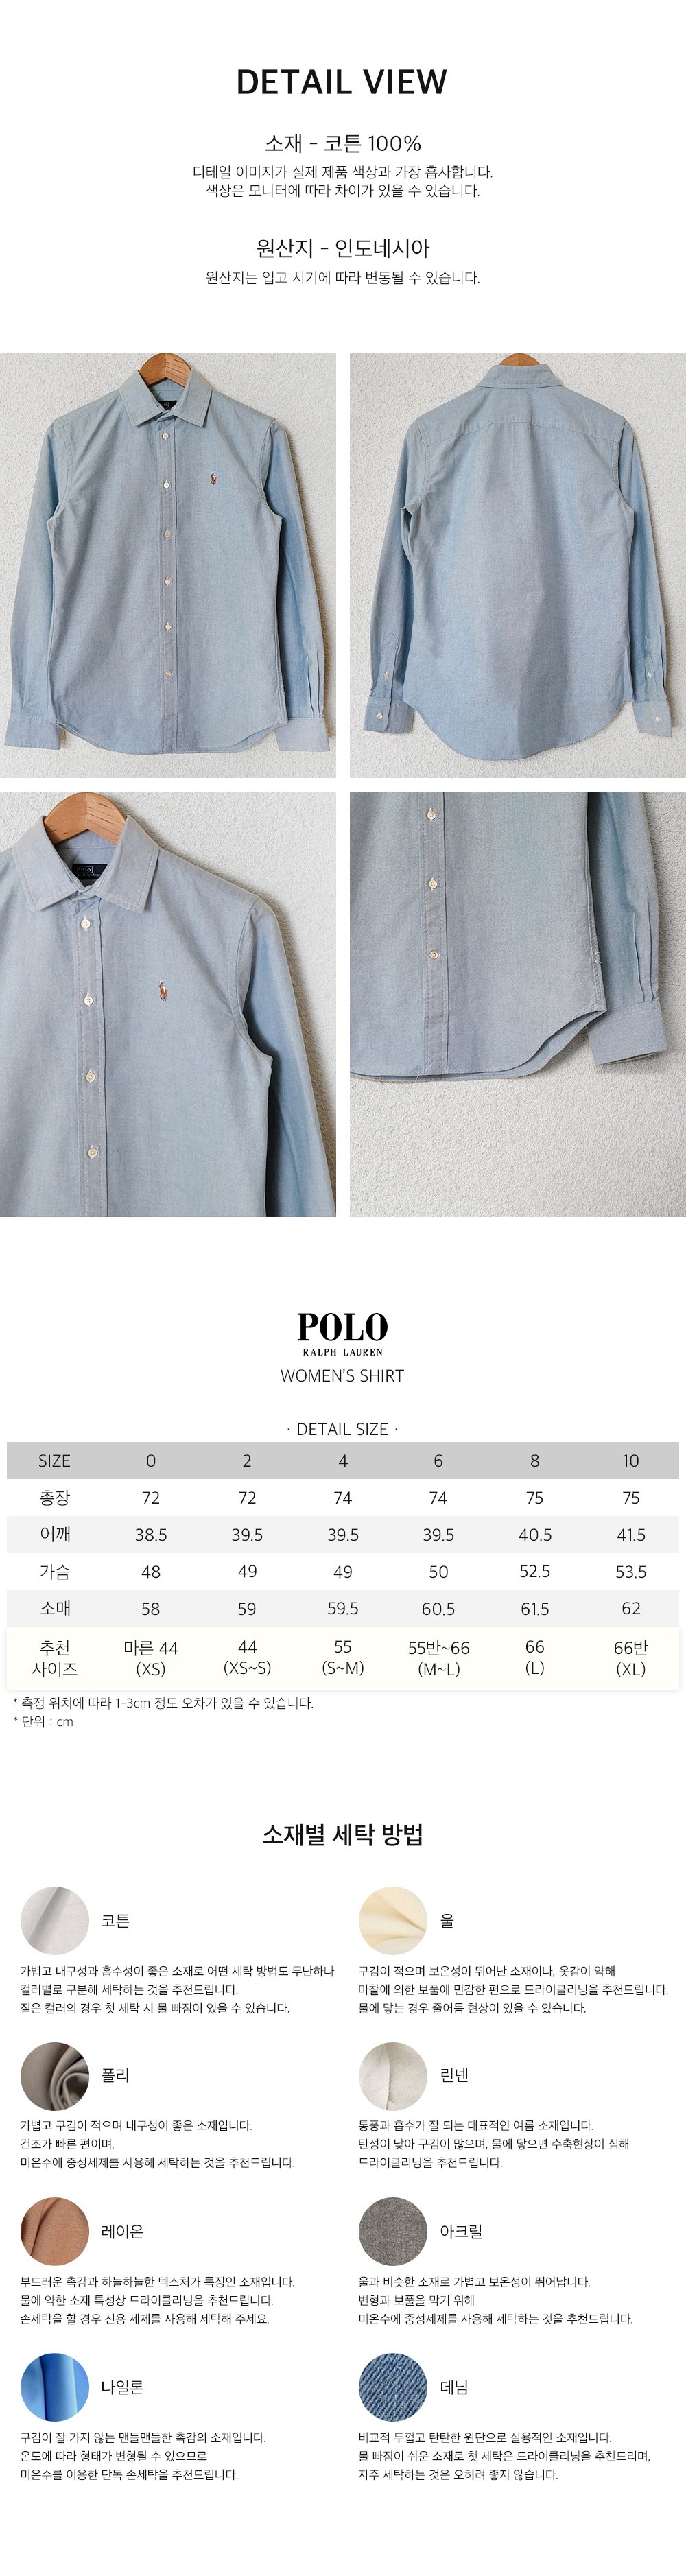 DETAIL VIEW
소재 - 코튼 100%
디테일 이미지가 실제 제품 색상과 가장 흡사합니다.
색상은 모니터에 따라 차이가 있을 수 있습니다.
원산지 - 인도네시아
원산지는 입고 시기에 따라 변동될 수 있습니다.
POLO
RALPH LAUREN
WOMEN'S SHIRT
· DETAIL SIZE ·
SIZE 0 2 4 6 8 10
총장 72 72 74 74 75 75
어깨 38.5 39.5 39.5 39.5 40.5 41.5
가슴 48 49 49 50 52.5 53.5
소매 58 59 59.5 60.5 61.5 62
추천 마른 44 44 55 55반~66 66 66반
사이즈 (XS) (XS~S) (S~M) (M~L) (L) (XL)
* 측정 위치에 따라 1-3cm 정도 오차가 있을 수 있습니다.
* 단위 : cm
소재별 세탁 방법
코튼
가볍고 내구성과 흡수성이 좋은 소재로 어떤 세탁 방법도 무난하나
컬러별로 구분해 세탁하는 것을 추천드립니다.
짙은 컬러의 경우 첫 세탁 시 물 빠짐이 있을 수 있습니다.
울
구김이 적으며 보온성이 뛰어난 소재이나, 옷감이 약해
마찰에 의한 보풀에 민감한 편으로 드라이클리닝을 추천드립니다.
물에 닿는 경우 줄어듬 현상이 있을 수 있습니다.
폴리
가볍고 구김이 적으며 내구성이 좋은 소재입니다.
건조가 빠른 편이며,
미온수에 중성세제를 사용해 세탁하는 것을 추천드립니다.
린넨
통풍과 흡수가 잘 되는 대표적인 여름 소재입니다.
탄성이 낮아 구김이 많으며, 물에 닿으면 수축현상이 심해
드라이클리닝을 추천드립니다.
레이온
부드러운 촉감과 하늘하늘한 텍스처가 특징인 소재입니다.
물에 약한 소재 특성상 드라이클리닝을 추천드립니다.
손세탁을 할 경우 전용 세제를 사용해 세탁해 주세요.
아크릴
울과 비슷한 소재로 가볍고 보온성이 뛰어납니다.
변형과 보풀을 막기 위해
미온수에 중성세제를 사용해 세탁하는 것을 추천드립니다.
나일론
구김이 잘 가지 않는 맨들맨들한 촉감의 소재입니다.
온도에 따라 형태가 변형될 수 있으므로
미온수를 이용한 단독 손세탁을 추천드립니다.
데님
비교적 두껍고 탄탄한 원단으로 실용적인 소재입니다.
물 빠짐이 쉬운 소재로 첫 세탁은 드라이클리닝을 추천드리며,
자주 세탁하는 것은 오히려 좋지 않습니다.